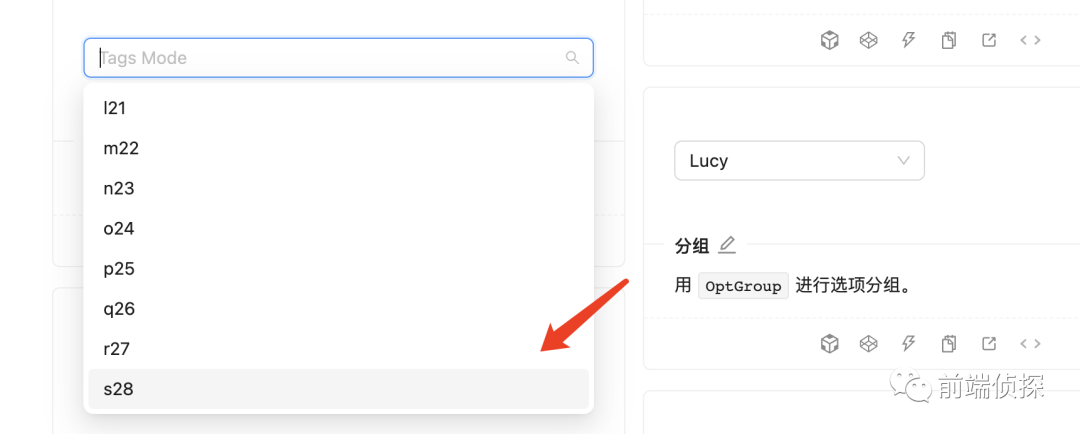 Tags Mode
l21
m22
n23
o24
p25
q26
r27
s28
Lucy
分组
用 OptGroup 进行选项分组。
前端侦探